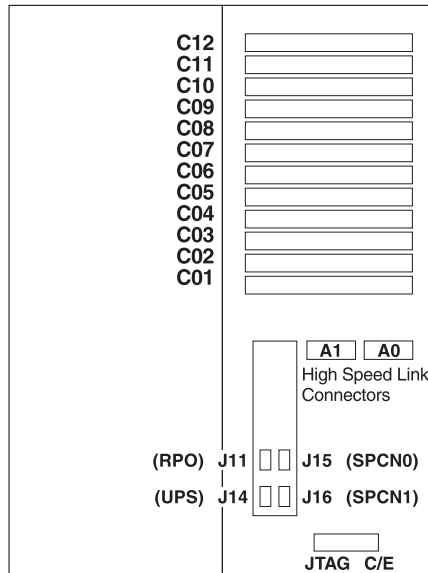 C12
C11
C10
C09
C08
C07
C06
C05
C04
C03
C02
C01
A1 A0
High Speed Link
Connectors
(RPO) J11 J15 (SPCN0)
(UPS) J14 J16 (SPCN1)
JTAG C/E